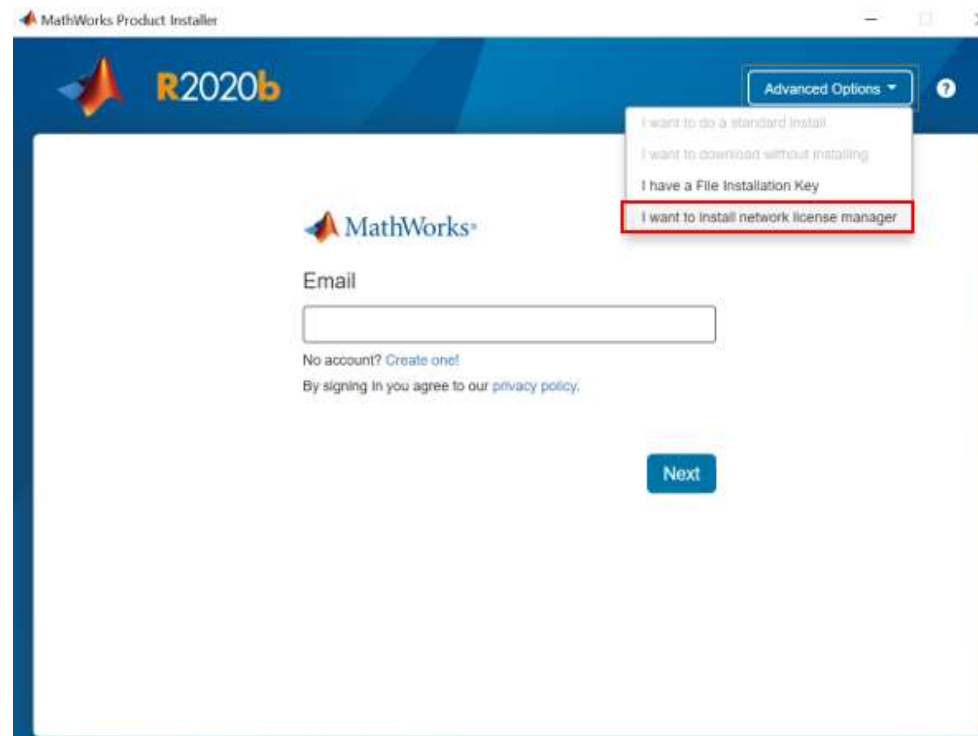 MathWorks Product Installer
R2020b
Advanced Options
I want to do a standard install
I want to download without installing
I have a File Installation Key
I want to install network license manager
MathWorks®
Email
No account? Create one!
By signing in you agree to our privacy policy.
Next